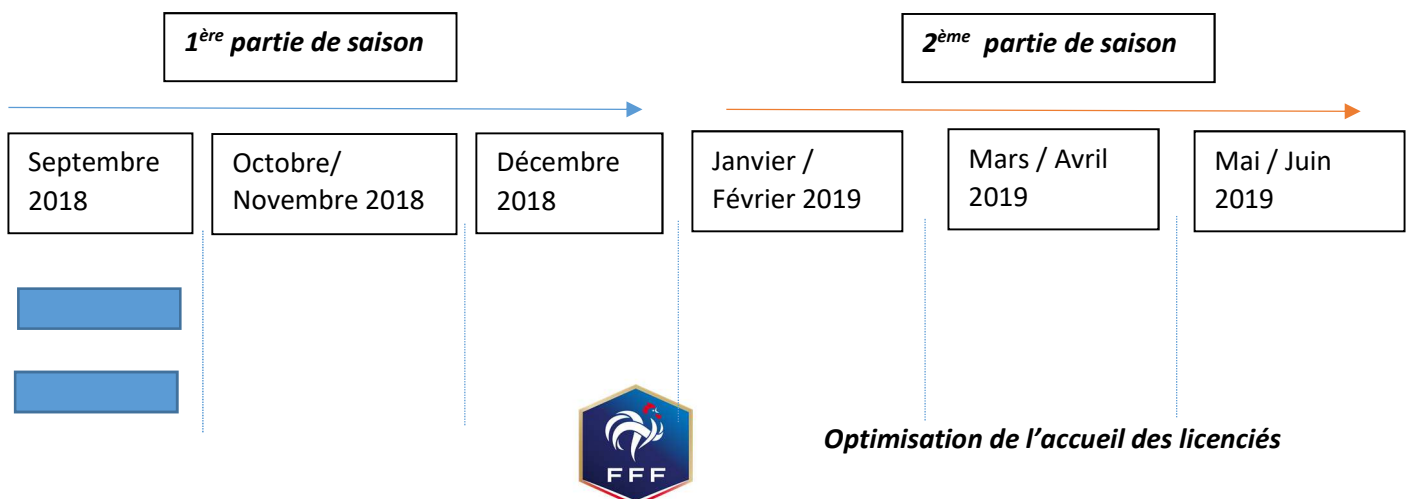 1ère partie de saison
2ème partie de saison
Septembre
2018
Octobre/
Novembre 2018
Décembre
2018
Janvier /
Février 2019
Mars / Avril
2019
Mai / Juin
2019
FFF
Optimisation de l’accueil des licenciés